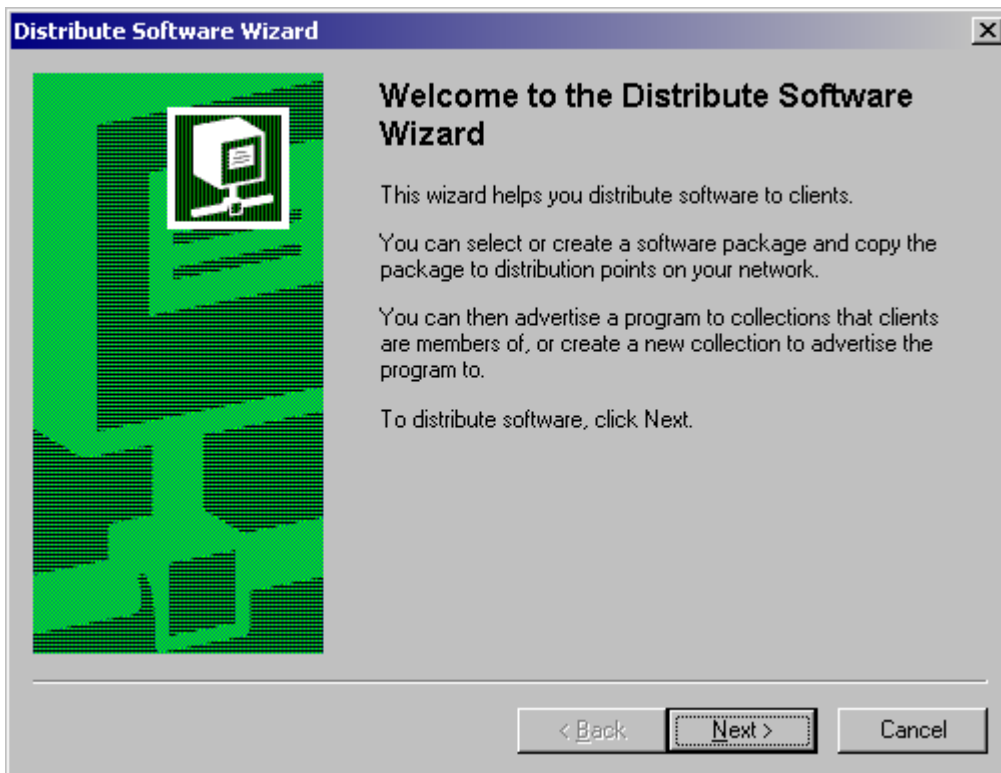 Distribute Software Wizard
Welcome to the Distribute Software
Wizard
This wizard helps you distribute software to clients.
You can select or create a software package and copy the
package to distribution points on your network.
You can then advertise a program to collections that clients
are members of, or create a new collection to advertise the
program to.
To distribute software, click Next.
< Back
Next >
Cancel